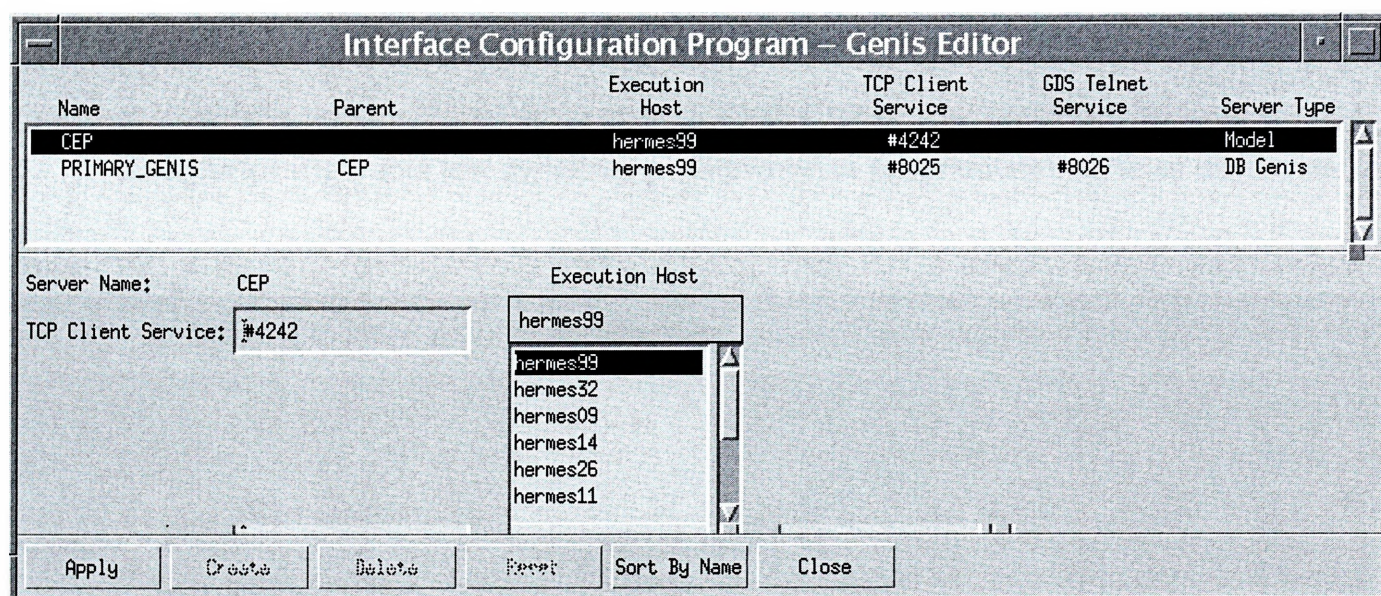 Interface Configuration Program – Genis Editor
Execution TCP Client GDS Telnet
Name Parent Host Service Service Server Type
CEP hermes99 #4242 Model
PRIMARY_GENIS CEP hermes99 #8025 #8026 DB Genis
Server Name: CEP Execution Host
TCP Client Service: #4242 hermes99
hermes99
hermes32
hermes09
hermes14
hermes26
hermes11
Apply Create Delete Reset Sort By Name Close